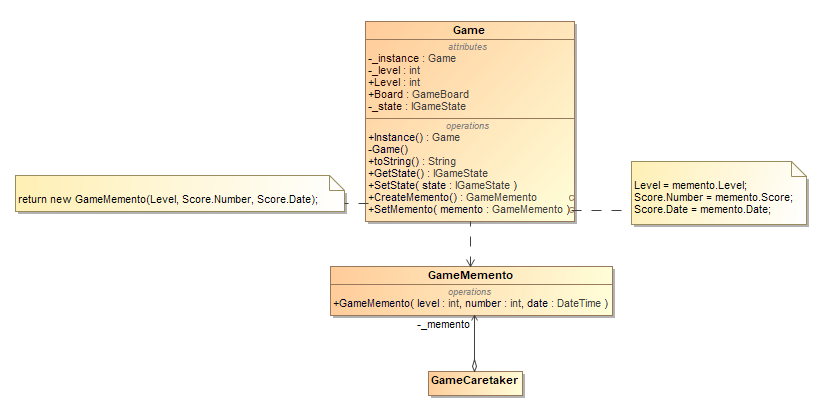 Game
attributes
-_instance : Game
-_level : int
+Level : int
+Board : GameBoard
-_state : IGameState
operations
+Instance() : Game
-Game()
+toString() : String
+GetState() : IGameState
+SetState( state : IGameState )
+CreateMemento() : GameMemento
+SetMemento( memento : GameMemento )
return new GameMemento(Level, Score.Number, Score.Date);
Level = memento.Level;
Score.Number = memento.Score;
Score.Date = memento.Date;
GameMemento
operations
+GameMemento( level : int, number : int, date : DateTime )
-_memento
GameCaretaker